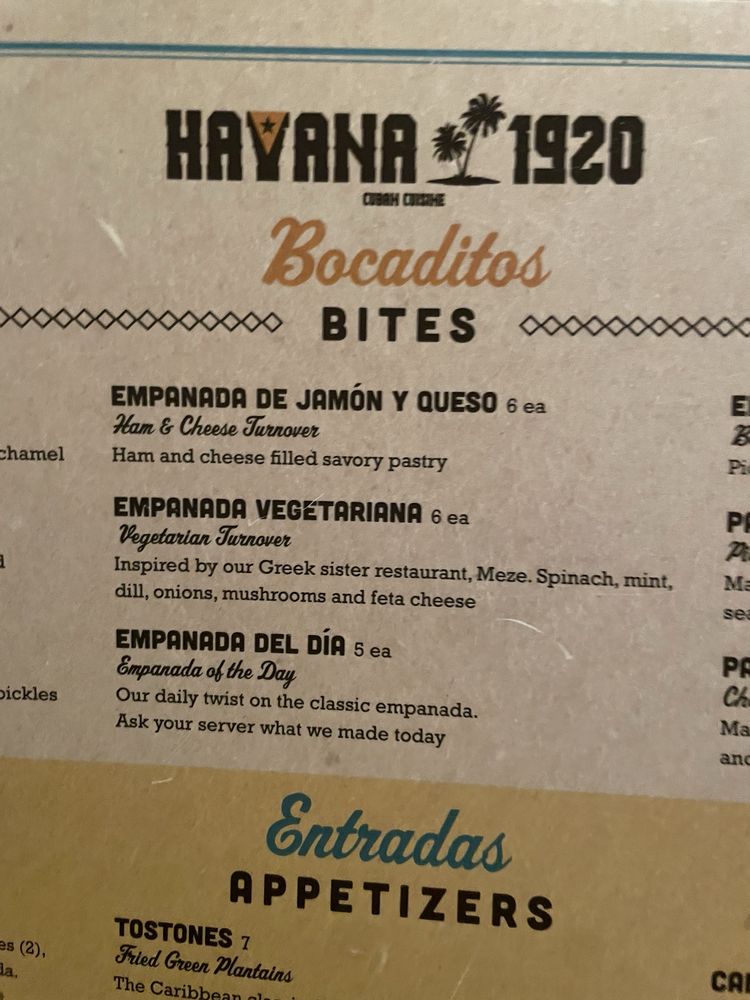 HAVANA 1920
CUBAN CUISINE
Bocaditos
BITES
EMPANADA DE JAMÓN Y QUESO 6 ea
Ham & Cheese Turnover
Ham and cheese filled savory pastry
EMPANADA VEGETARIANA 6 ea
Vegetarian Turnover
Inspired by our Greek sister restaurant, Meze. Spinach, mint,
dill, onions, mushrooms and feta cheese
EMPANADA DEL DÍA 5 ea
Empanada of the Day
Our daily twist on the classic empanada.
Ask your server what we made today
pickles
Entradas
APPETIZERS
TOSTONES 7
Fried Green Plantains
The Caribbean
(2),